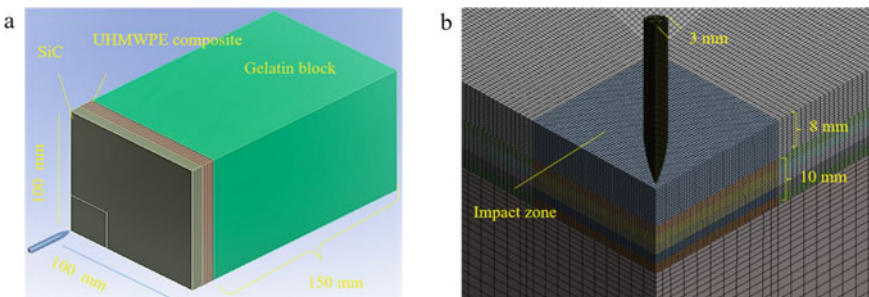 a
SiC
UHMWPE composite
Gelatin block
100 mm
100 mm
150 mm
b
3 mm
8 mm
10 mm
Impact zone